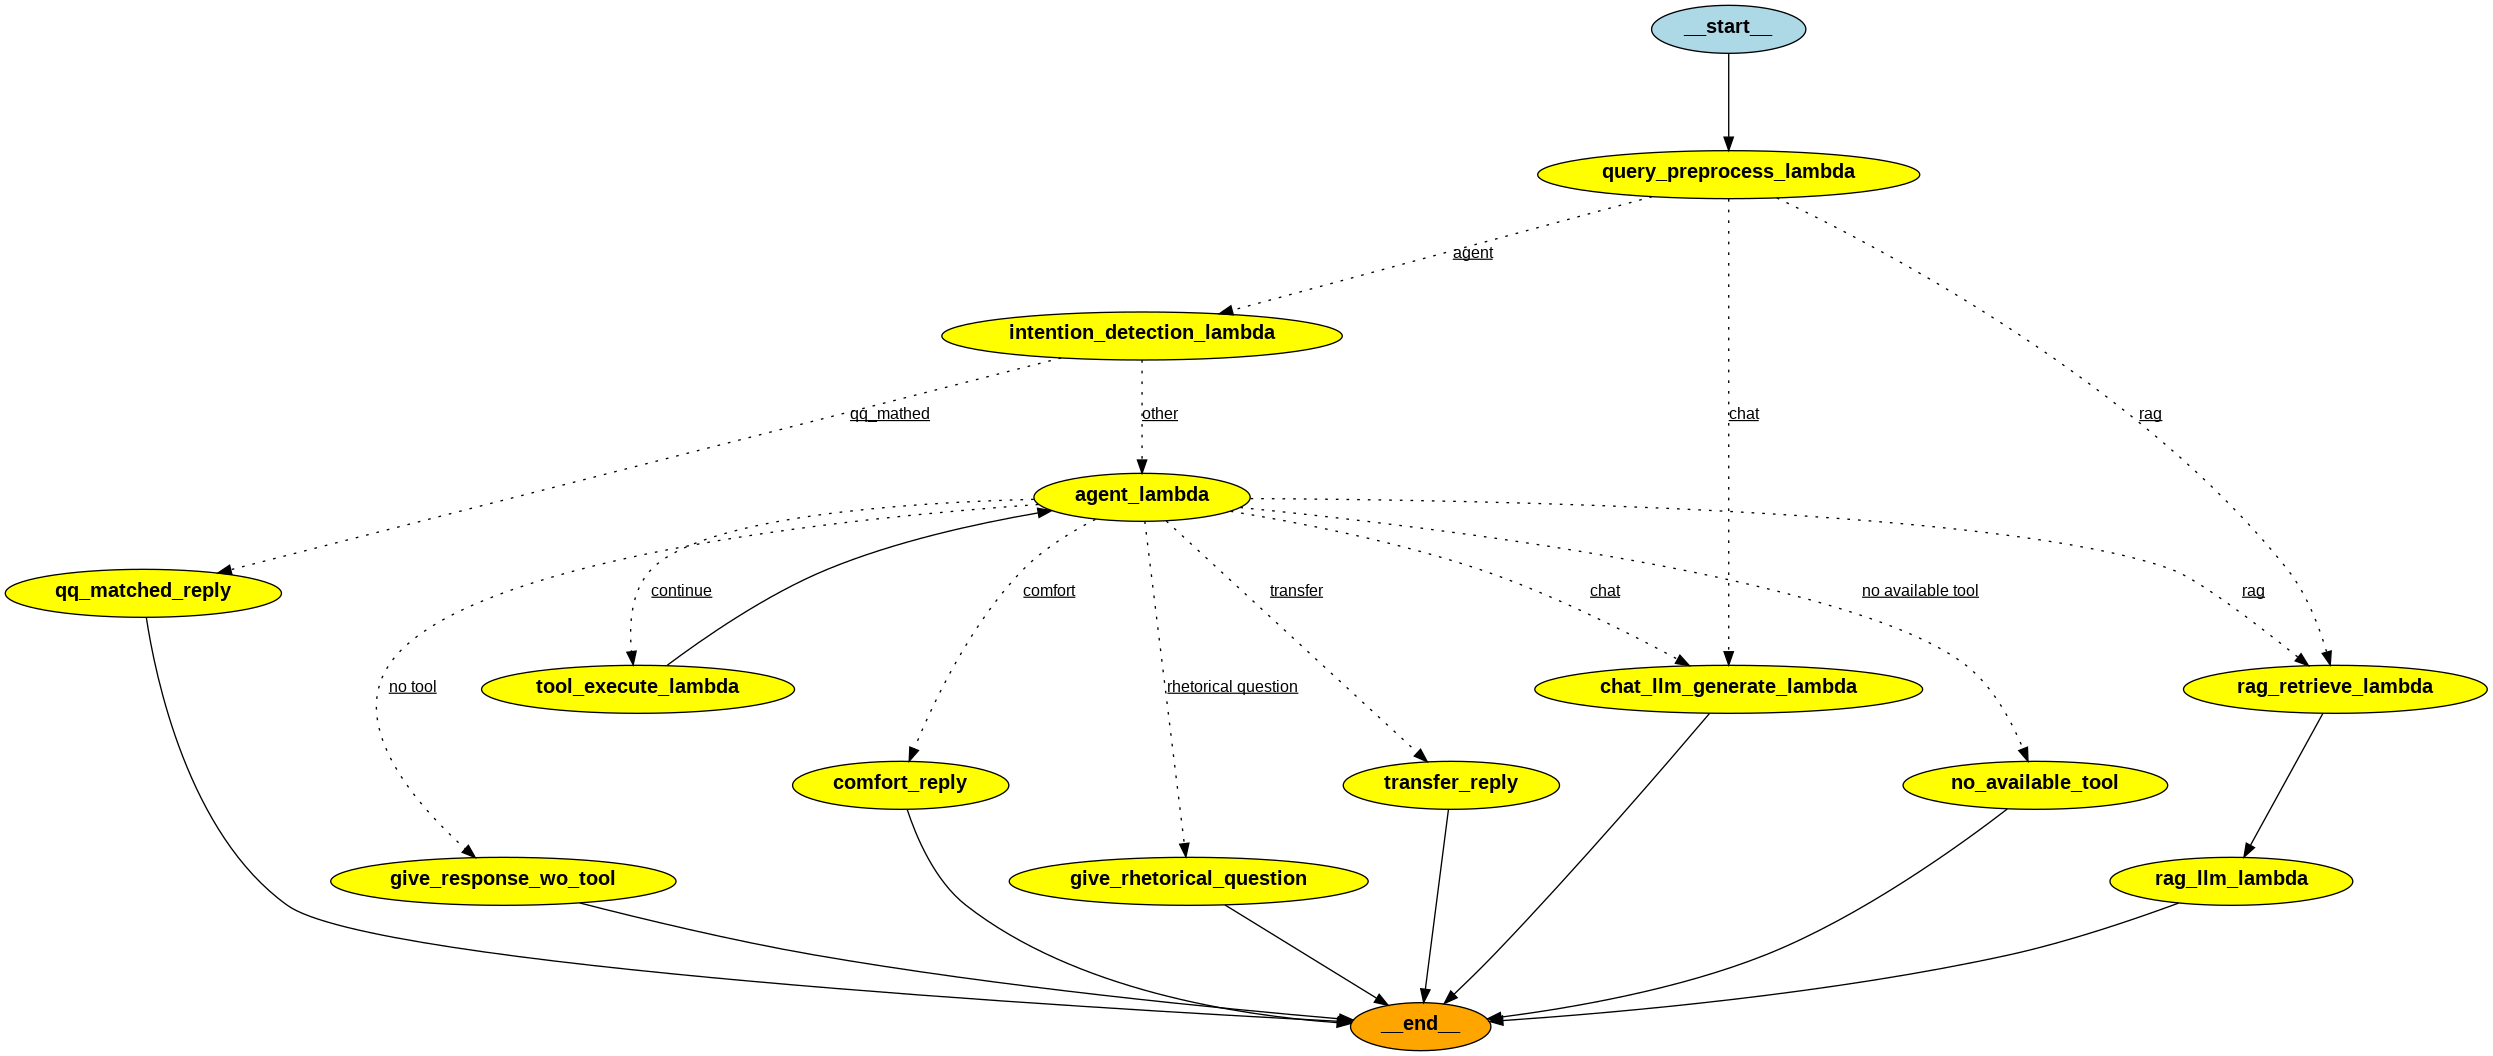 __start__
query_preprocess_lambda
agent
intention_detection_lambda
qq_mathed
other
chat
rag
agent_lambda
qq_matched_reply
continue
comfort
transfer
chat
no available tool
rag
no tool
tool_execute_lambda
rhetorical question
chat_llm_generate_lambda
rag_retrieve_lambda
comfort_reply
transfer_reply
no_available_tool
give_response_wo_tool
give_rhetorical_question
rag_llm_lambda
__end__